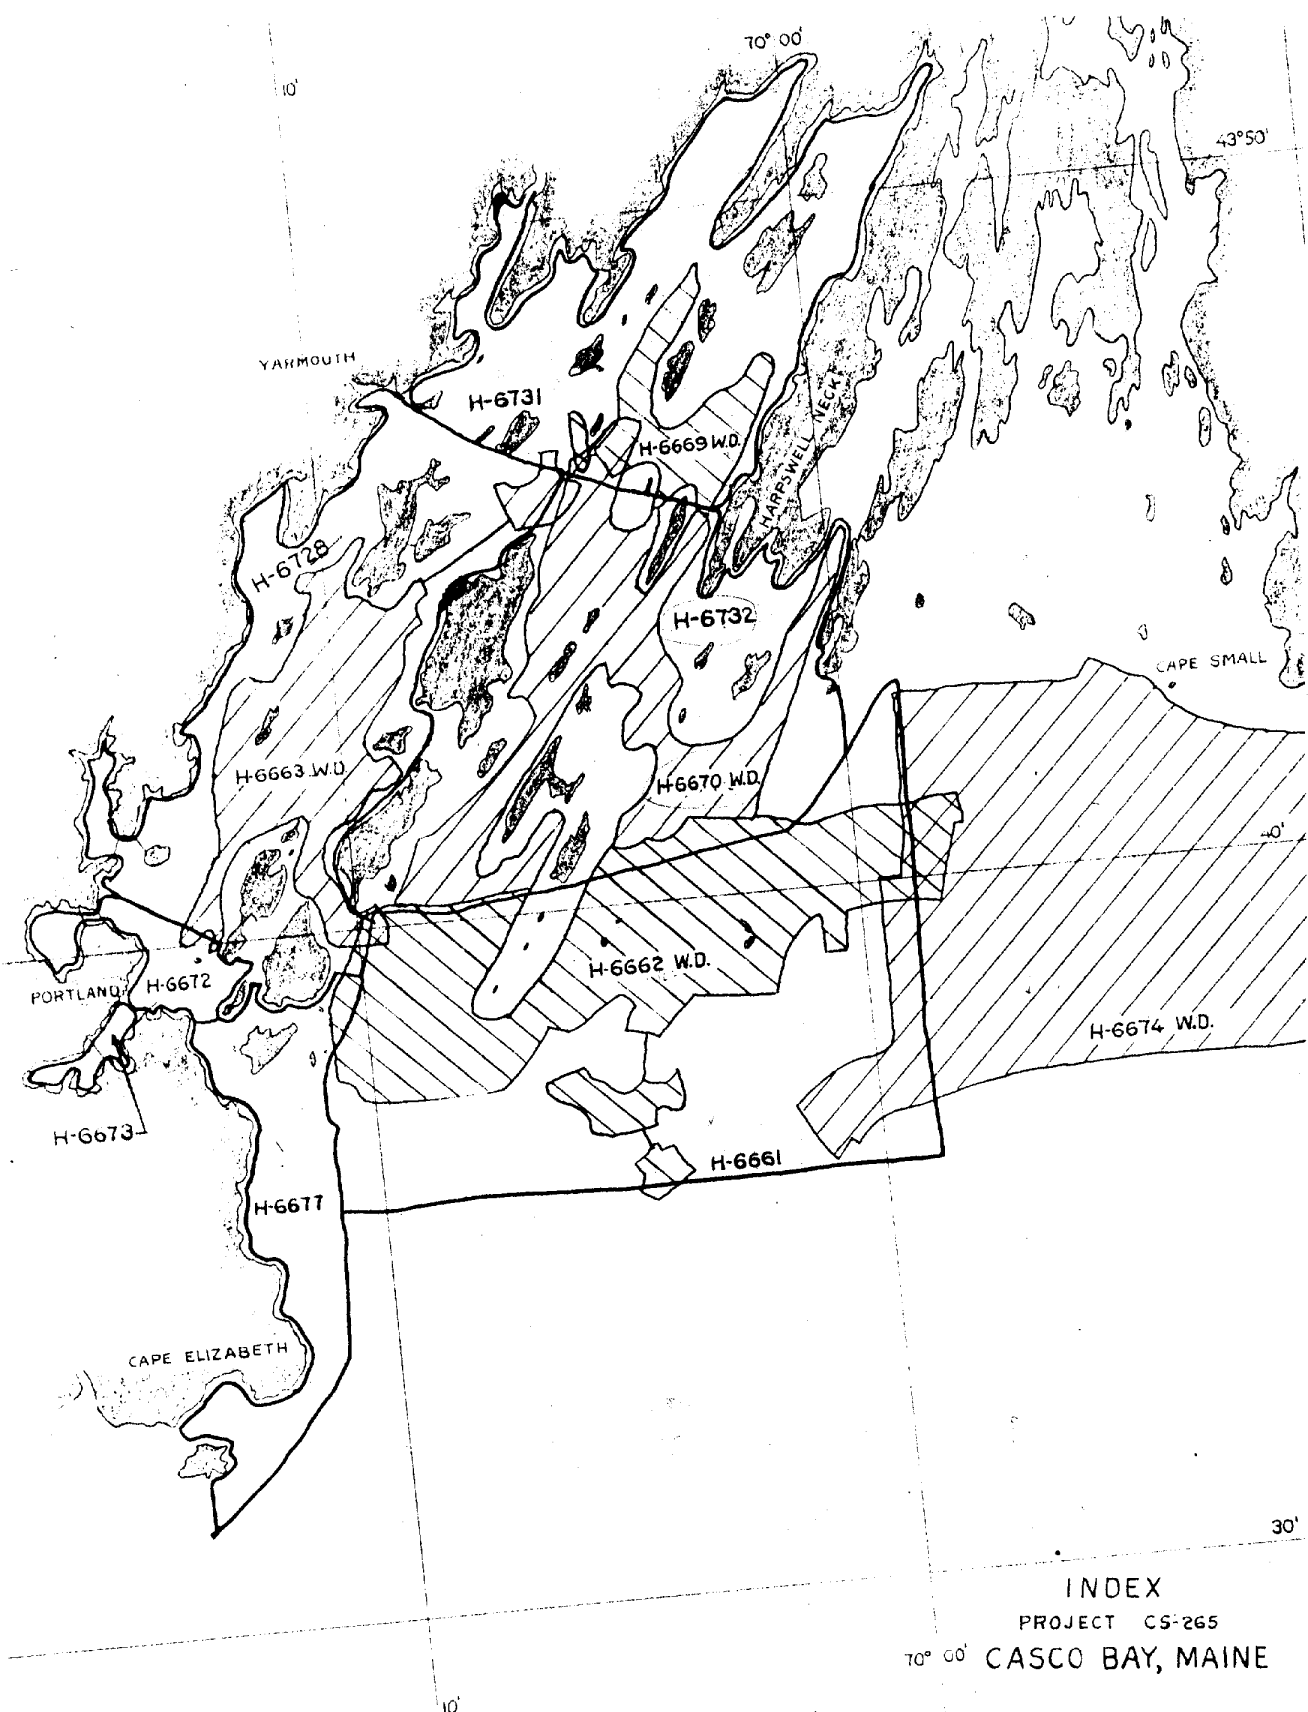 70° 00'
10'
43°50'
YARMOUTH
H-6731
H-6669 W.D.
HARPSWELL NECK
H-6728
H-6732
CAPE SMALL
H-6663 W.D.
H-6670 W.D.
40'
H-6662 W.D.
PORTLAND
H-6672
H-6674 W.D.
H-6673
H-6661
H-6677
CAPE ELIZABETH
30'
INDEX
PROJECT CS-265
70° 00'
CASCO BAY, MAINE
10'